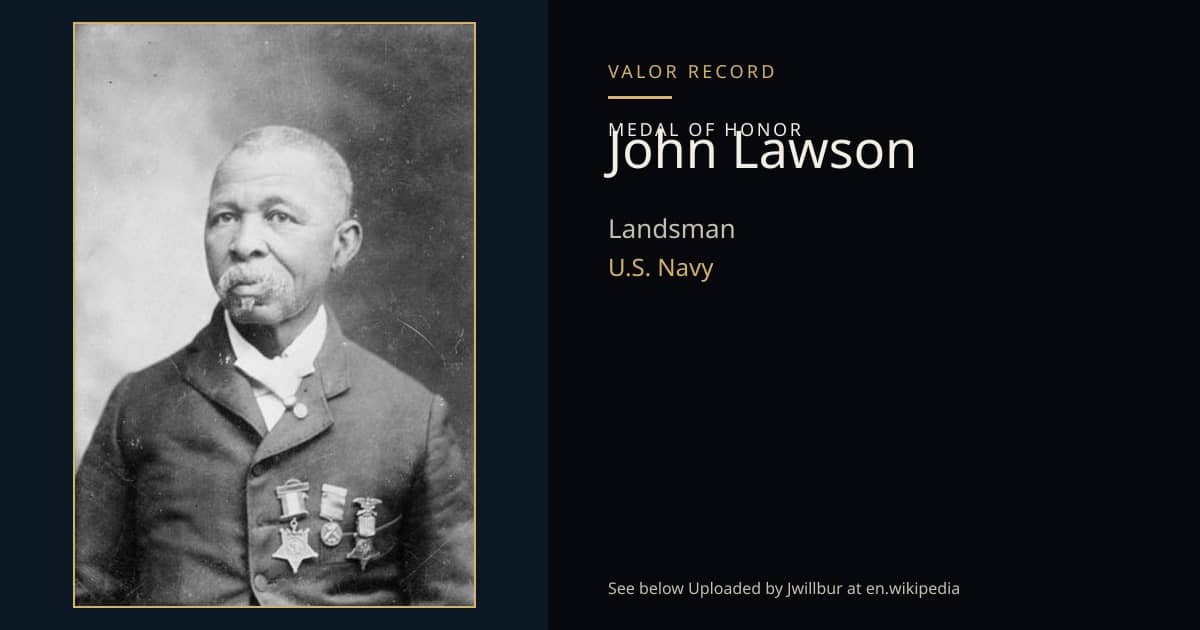 VALOR RECORD
MEDAL OF HONOR
John Lawson
Landsman
U.S. Navy
See below Uploaded by Jwillbur at en.wikipedia